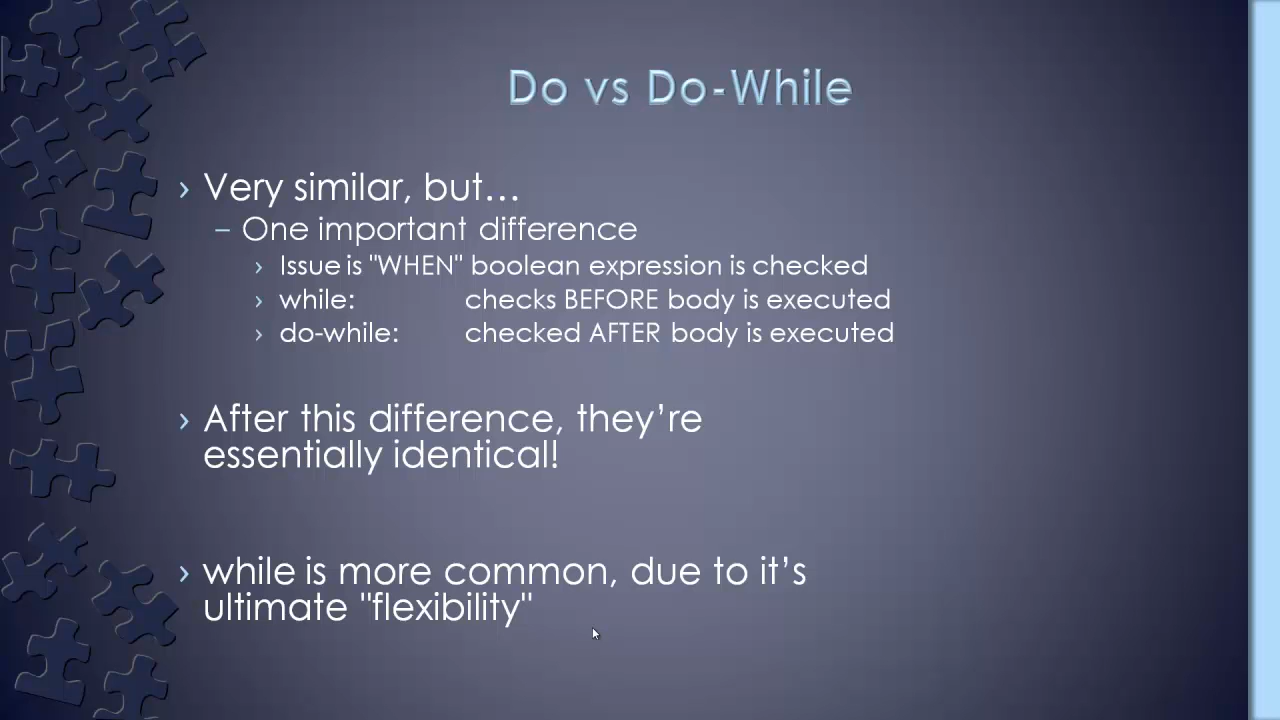 Do vs Do-While
› Very similar, but…
– One important difference
› Issue is "WHEN" boolean expression is checked
› while: checks BEFORE body is executed
› do-while: checked AFTER body is executed
› After this difference, they’re
essentially identical!
› while is more common, due to it’s
ultimate "flexibility"